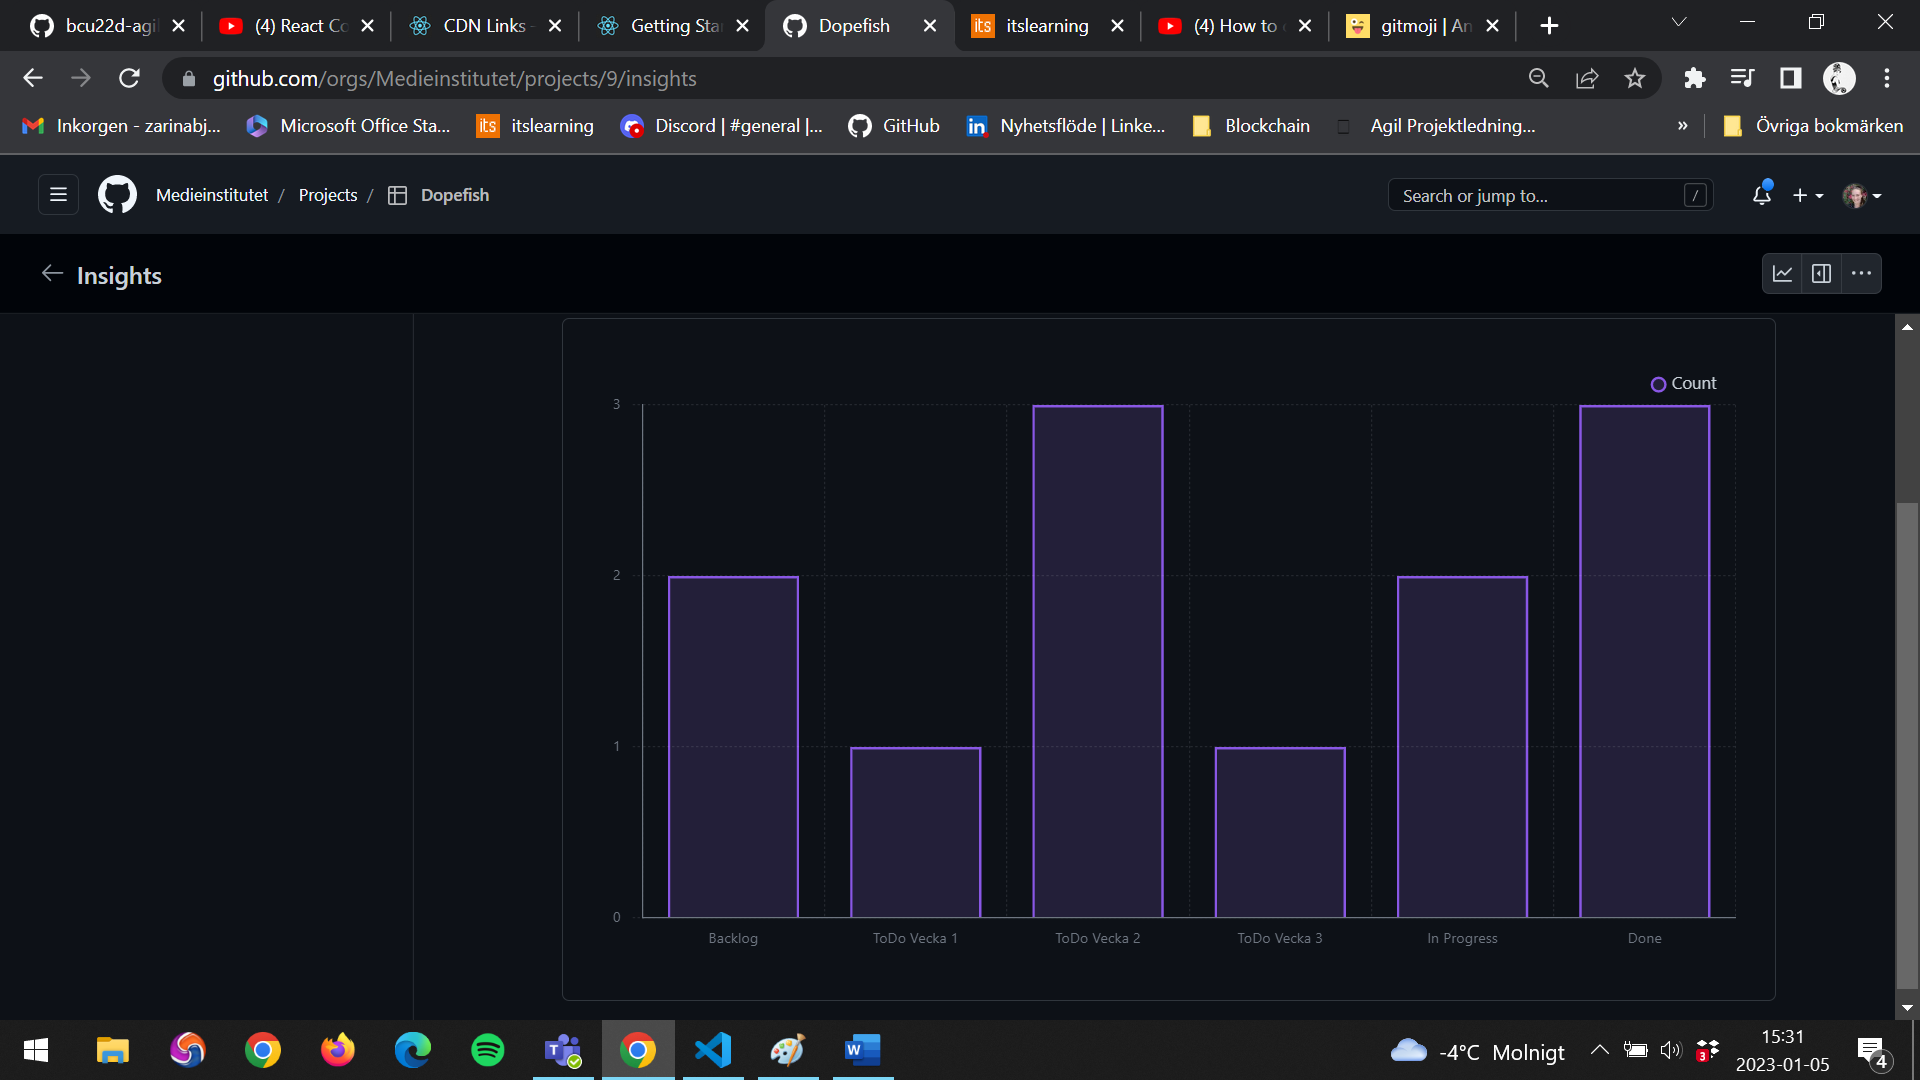 bcu22d-agil
(4) React Co
CDN Links -
Getting Sta
Dopefish
itslearning
(4) How to
gitmoji | An
github.com/orgs/Medieinstitutet/projects/9/insights
Inkorgen - zarinabj...
Microsoft Office Sta...
its
itslearning
Discord | #general |...
GitHub
Nyhetsflöde | Linke...
Blockchain
Agil Projektledning...
»
Övriga bokmärken
Medieinstitutet / Projects / Dopefish
Search or jump to... /
Insights
Count
3
2
1
0
Backlog
ToDo Vecka 1
ToDo Vecka 2
ToDo Vecka 3
In Progress
Done
-4°C Molnigt
3
15:31
2023-01-05
4